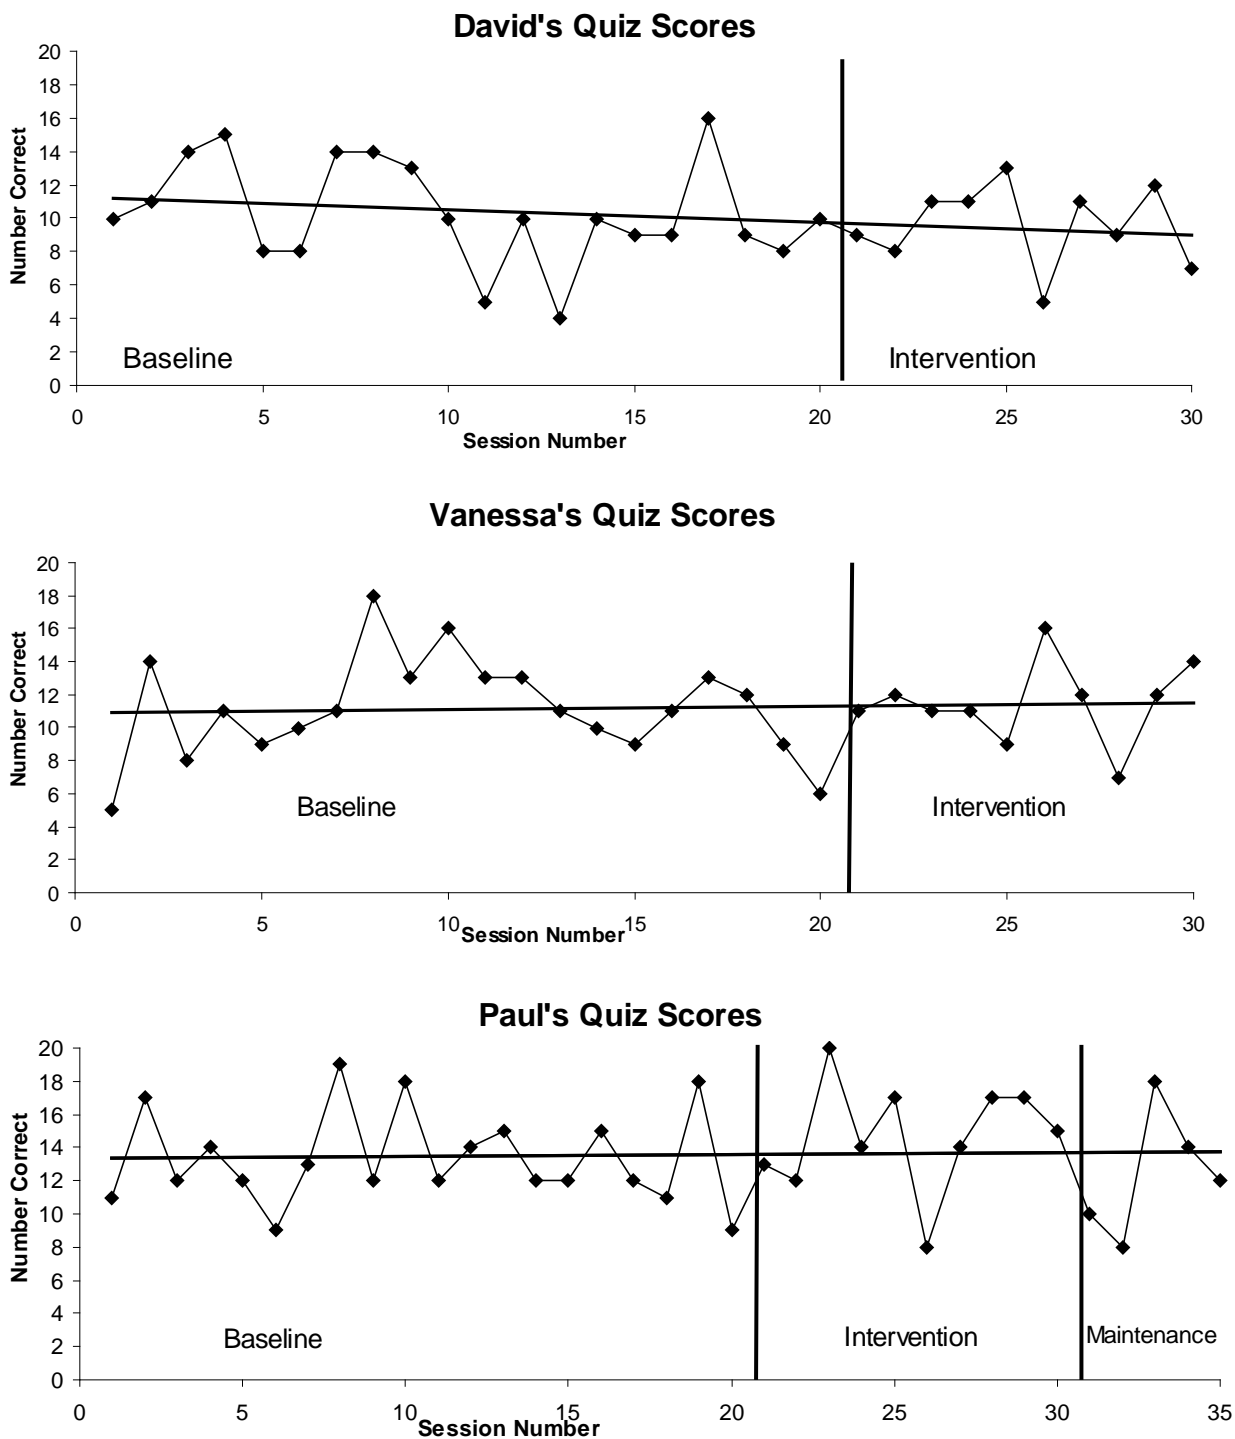 David's Quiz Scores
20
18
16
14
12
10
8
6
4
2
0
Number Correct
Baseline
Intervention
0 5 10 15 20 25 30
Session Number
Vanessa's Quiz Scores
20
18
16
14
12
10
8
6
4
2
0
Number Correct
Baseline
Intervention
0 5 10 15 20 25 30
Session Number
Paul's Quiz Scores
20
18
16
14
12
10
8
6
4
2
0
Number Correct
Baseline
Intervention
Maintenance
0 5 10 15 20 25 30 35
Session Number